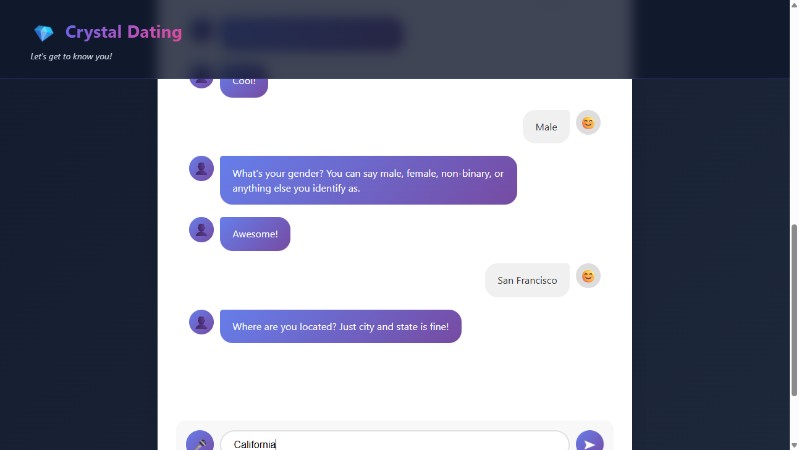 Crystal Dating
Let's get to know you!
Cool!
Male
What's your gender? You can say male, female, non-binary, or
anything else you identify as.
Awesome!
San Francisco
Where are you located? Just city and state is fine!
California